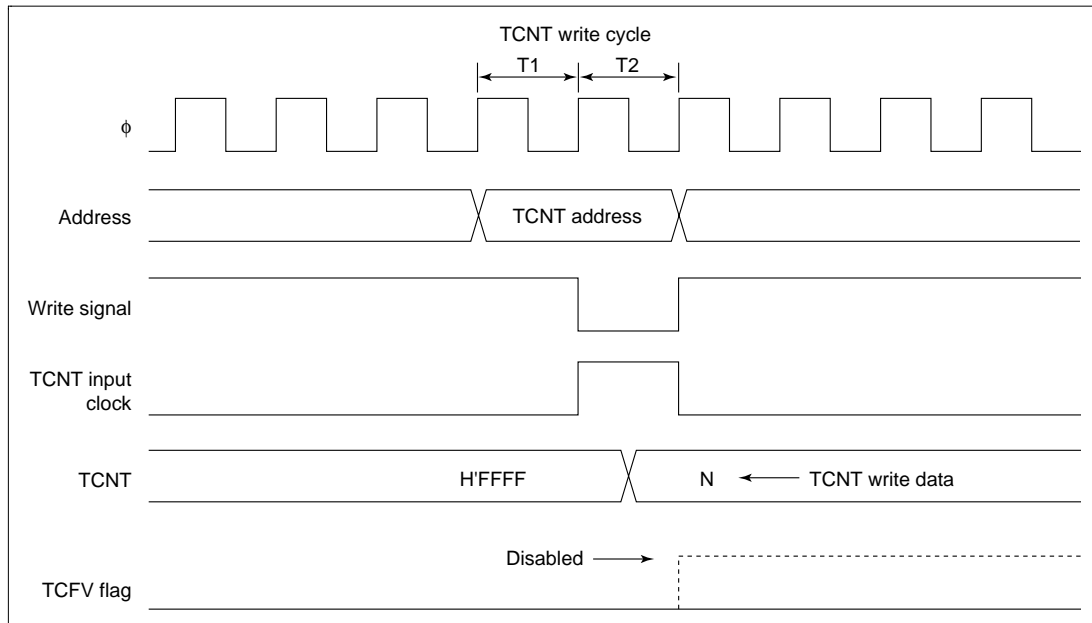 TCNT write cycle
T1 T2
ϕ
Address TCNT address
Write signal
TCNT input
clock
TCNT H'FFFF N TCNT write data
Disabled
TCFV flag